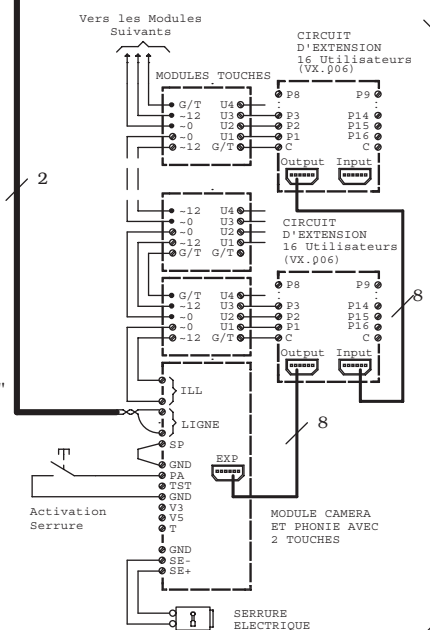 Vers les Modules
Suivants
CIRCUIT
D'EXTENSION
16 Utilisateurs
(VX.006)
MODULES TOUCHES
G/T U4
~12 U3
~0 U2
~0 U1
~12 G/T
P8 P9
P3 P14
P2 P15
P1 P16
C C
Output Input
2
~12 U4
~0 U3
~0 U2
~12 U1
G/T G/T
CIRCUIT
D'EXTENSION
16 Utilisateurs
(VX.006)
G/T U4
~12 U3
~0 U2
~0 U1
~12 G/T
P8 P9
P3 P14
P2 P15
P1 P16
C C
Output Input
8
"
ILL
LIGNE
8
SP
GND
PA
TST
GND
V3
V5
T
GND
SE-
SE+
EXP
Activation
Serrure
MODULE CAMERA
ET PHONIE AVEC
2 TOUCHES
SERRURE
ELECTRIQUE